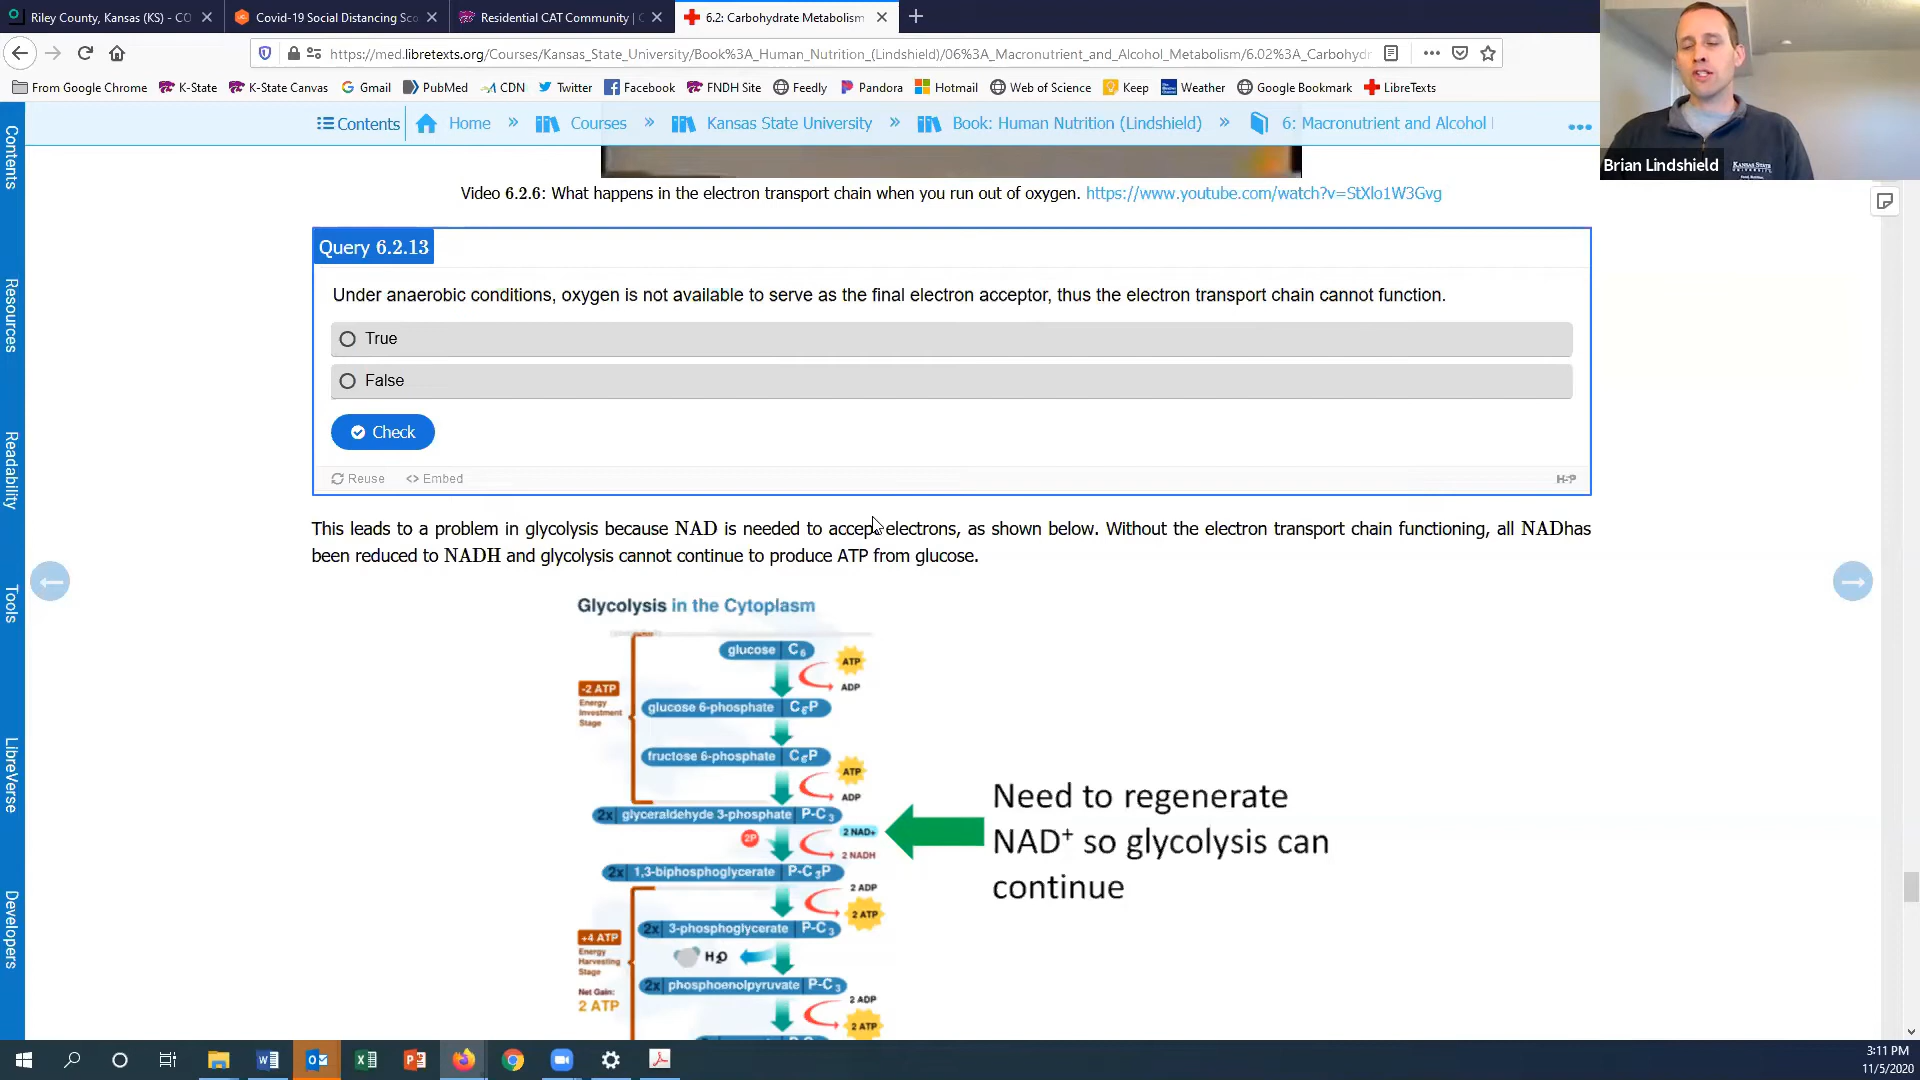 Riley County, Kansas (KS) - CO
Covid-19 Social Distancing Sco
Residential CAT Community | C
6.2: Carbohydrate Metabolism
https://med.libretexts.org/Courses/Kansas_State_University/Book%3A_Human_Nutrition_(Lindshield)/06%3A_Macronutrient_and_Alcohol_Metabolism/6.02%3A_Carbohydr
From Google Chrome K-State K-State Canvas Gmail PubMed CDN Twitter Facebook FNDH Site Feedly Pandora Hotmail Web of Science Keep Weather Google Bookmark LibreTexts
Contents Home » Courses » Kansas State University » Book: Human Nutrition (Lindshield) » 6: Macronutrient and Alcohol
Brian Lindshield
KANSAS STATE
Contents
Resources
Readability
Tools
LibreVerse
Developers
Video 6.2.6: What happens in the electron transport chain when you run out of oxygen. https://www.youtube.com/watch?v=StXlo1W3Gvg
Query 6.2.13
Under anaerobic conditions, oxygen is not available to serve as the final electron acceptor, thus the electron transport chain cannot function.
True
False
Check
Reuse <> Embed
H5P
This leads to a problem in glycolysis because NAD is needed to accept electrons, as shown below. Without the electron transport chain functioning, all NADhas
been reduced to NADH and glycolysis cannot continue to produce ATP from glucose.
Glycolysis in the Cytoplasm
glucose C6
ATP
ADP
-2 ATP
Energy
Investment
Stage
glucose 6-phosphate C6P
fructose 6-phosphate C6P
ATP
ADP
2x glyceraldehyde 3-phosphate P-C3
2P
2 NAD+
2 NADH
Need to regenerate
NAD+ so glycolysis can
continue
2x 1,3-biphosphoglycerate P-C3P
2 ADP
2 ATP
2x 3-phosphoglycerate P-C3
+4 ATP
Energy
Harvesting
Stage
Net Gain:
2 ATP
H2O
2x phosphoenolpyruvate P-C3
2 ADP
2 ATP
3:11 PM
11/5/2020